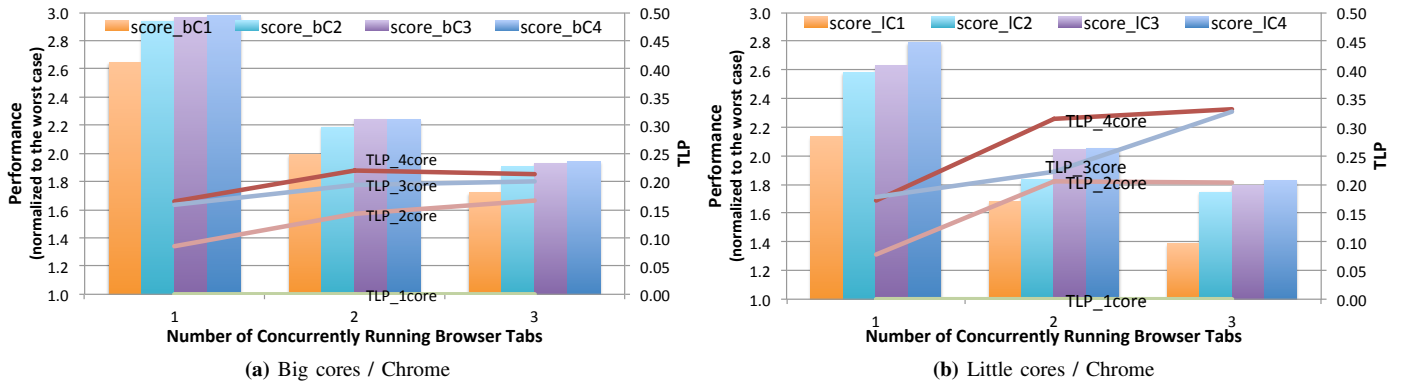 3.0
2.8
2.6
2.4
2.2
2.0
1.8
1.6
1.4
1.2
1.0
Performance
(normalized to the worst case)
score_bC1 score_bC2 score_bC3 score_bC4
TLP_4core
TLP_3core
TLP_2core
TLP_1core
0.50
0.45
0.40
0.35
0.30
0.25
0.20
0.15
0.10
0.05
0.00
TLP
1 2 3
Number of Concurrently Running Browser Tabs
(a) Big cores / Chrome
3.0
2.8
2.6
2.4
2.2
2.0
1.8
1.6
1.4
1.2
1.0
Performance
(normalized to the worst case)
score_lC1 score_lC2 score_lC3 score_lC4
TLP_4core
TLP_3core
TLP_2core
TLP_1core
0.50
0.45
0.40
0.35
0.30
0.25
0.20
0.15
0.10
0.05
0.00
TLP
1 2 3
Number of Concurrently Running Browser Tabs
(b) Little cores / Chrome